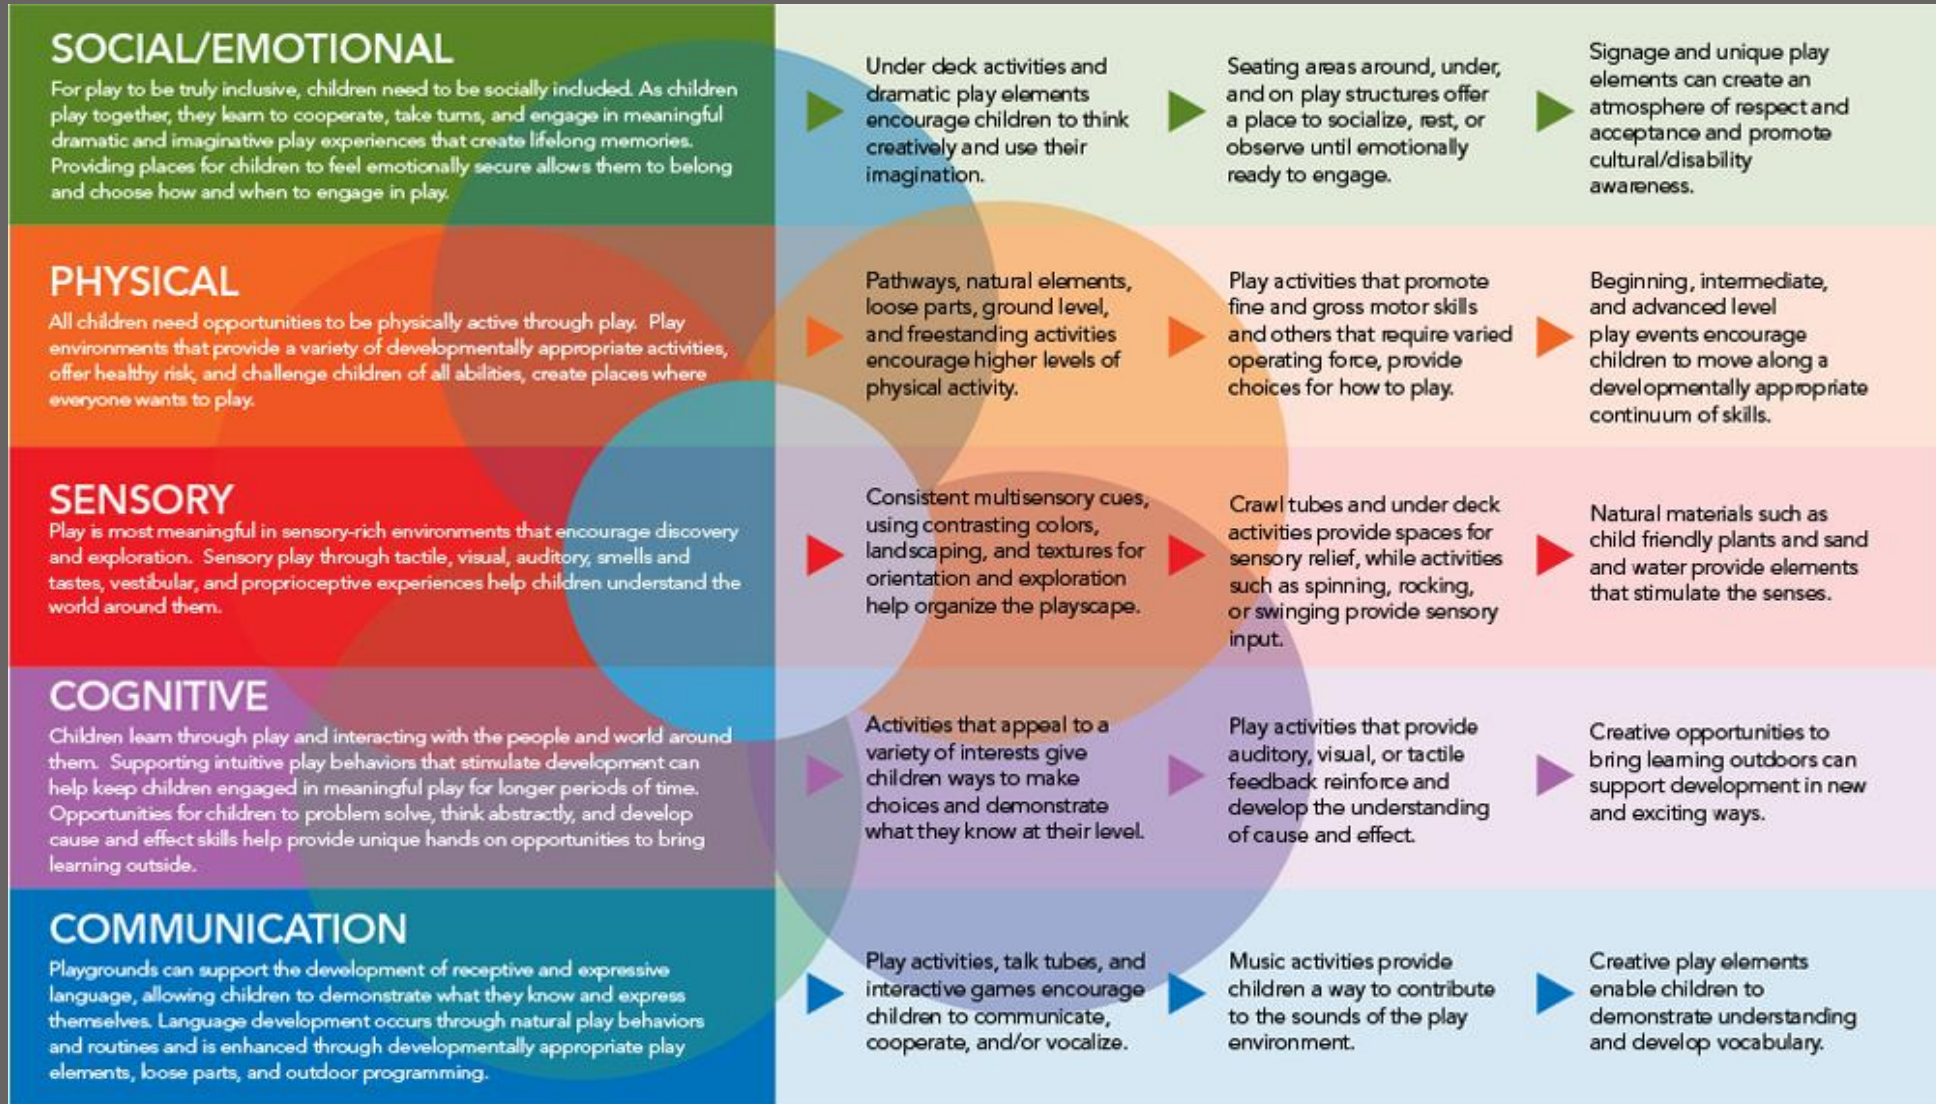 SOCIAL/EMOTIONAL
For play to be truly inclusive, children need to be socially included. As children
play together, they learn to cooperate, take turns, and engage in meaningful
dramatic and imaginative play experiences that create lifelong memories.
Providing places for children to feel emotionally secure allows them to belong
and choose how and when to engage in play.
Under deck activities and
dramatic play elements
encourage children to think
creatively and use their
imagination.
Seating areas around, under,
and on play structures offer
a place to socialize, rest, or
observe until emotionally
ready to engage.
Signage and unique play
elements can create an
atmosphere of respect and
acceptance and promote
cultural/disability
awareness.
PHYSICAL
All children need opportunities to be physically active through play. Play
environments that provide a variety of developmentally appropriate activities,
offer healthy risk, and challenge children of all abilities, create places where
everyone wants to play.
Pathways, natural elements,
loose parts, ground level,
and freestanding activities
encourage higher levels of
physical activity.
Play activities that promote
fine and gross motor skills
and others that require varied
operating force, provide
choices for how to play.
Beginning, intermediate,
and advanced level
play events encourage
children to move along a
developmentally appropriate
continuum of skills.
SENSORY
Play is most meaningful in sensory-rich environments that encourage discovery
and exploration. Sensory play through tactile, visual, auditory, smells and
tastes, vestibular, and proprioceptive experiences help children understand the
world around them.
Consistent multisensory cues,
using contrasting colors,
landscaping, and textures for
orientation and exploration
help organize the playscape.
Crawl tubes and under deck
activities provide spaces for
sensory relief, while activities
such as spinning, rocking,
or swinging provide sensory
input.
Natural materials such as
child friendly plants and sand
and water provide elements
that stimulate the senses.
COGNITIVE
Children learn through play and interacting with the people and world around
them. Supporting intuitive play behaviors that stimulate development can
help keep children engaged in meaningful play for longer periods of time.
Opportunities for children to problem solve, think abstractly, and develop
cause and effect skills help provide unique hands on opportunities to bring
learning outside.
Activities that appeal to a
variety of interests give
children ways to make
choices and demonstrate
what they know at their level.
Play activities that provide
auditory, visual, or tactile
feedback reinforce and
develop the understanding
of cause and effect.
Creative opportunities to
bring learning outdoors can
support development in new
and exciting ways.
COMMUNICATION
Playgrounds can support the development of receptive and expressive
language, allowing children to demonstrate what they know and express
themselves. Language development occurs through natural play behaviors
and routines and is enhanced through developmentally appropriate play
elements, loose parts, and outdoor programming.
Play activities, talk tubes, and
interactive games encourage
children to communicate,
cooperate, and/or vocalize.
Music activities provide
children a way to contribute
to the sounds of the play
environment.
Creative play elements
enable children to
demonstrate understanding
and develop vocabulary.